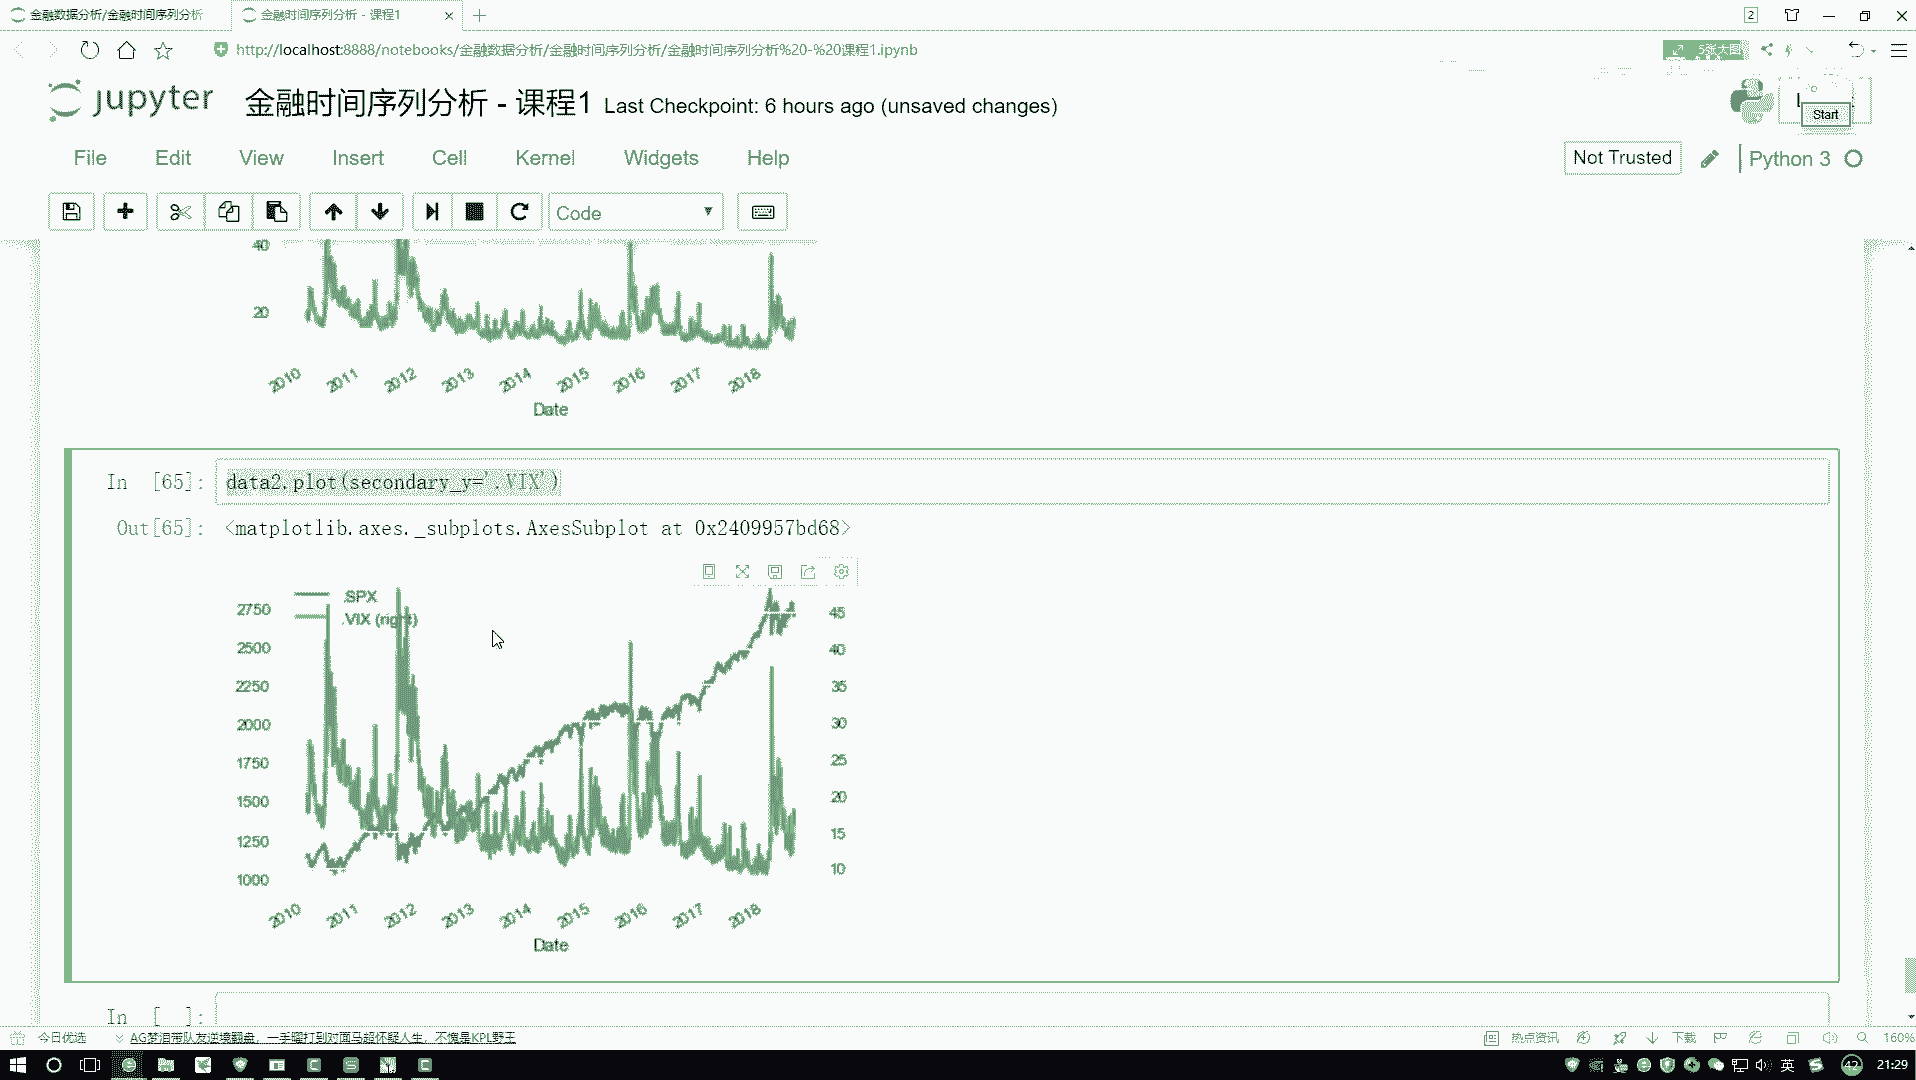 金融数据分析/金融时间序列分析
金融时间序列分析 - 课程1
2
http://localhost:8888/notebooks/金融数据分析/金融时间序列分析/金融时间序列分析%20-%20课程1.ipynb
5张大图
jupyter
金融时间序列分析 - 课程1 Last Checkpoint: 6 hours ago (unsaved changes)
Start
File Edit View Insert Cell Kernel Widgets Help
Not Trusted
Python 3
Code
40
20
2010 2011 2012 2013 2014 2015 2016 2017 2018
Date
In [65]: data2.plot(secondary_y='.VIX')
Out[65]: <matplotlib.axes._subplots.AxesSubplot at 0x2409957bd68>
.SPX
.VIX (right)
2750
2500
2250
2000
1750
1500
1250
1000
45
40
35
30
25
20
15
10
2010 2011 2012 2013 2014 2015 2016 2017 2018
Date
In [ ]:
今日优选
AG梦泪带队友逆境翻盘，一手曜打到对面马超怀疑人生，不愧是KPL野王
热点资讯
下载
160%
英
42
21:29